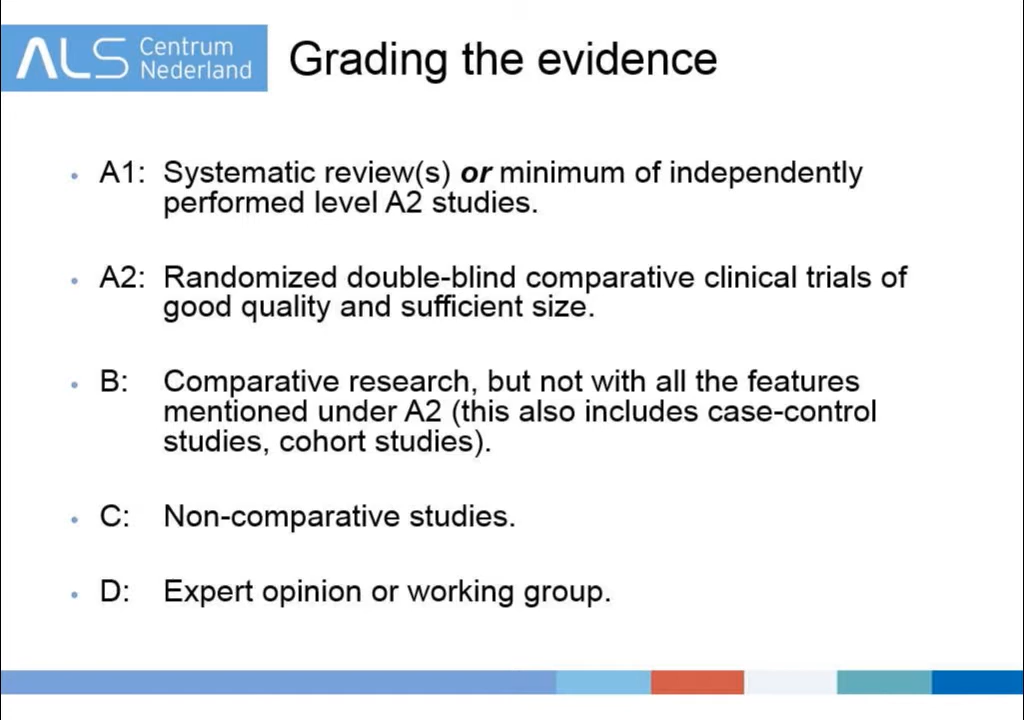 ALS Centrum
Nederland
Grading the evidence
• A1: Systematic review(s) or minimum of independently
performed level A2 studies.
• A2: Randomized double-blind comparative clinical trials of
good quality and sufficient size.
• B: Comparative research, but not with all the features
mentioned under A2 (this also includes case-control
studies, cohort studies).
• C: Non-comparative studies.
• D: Expert opinion or working group.